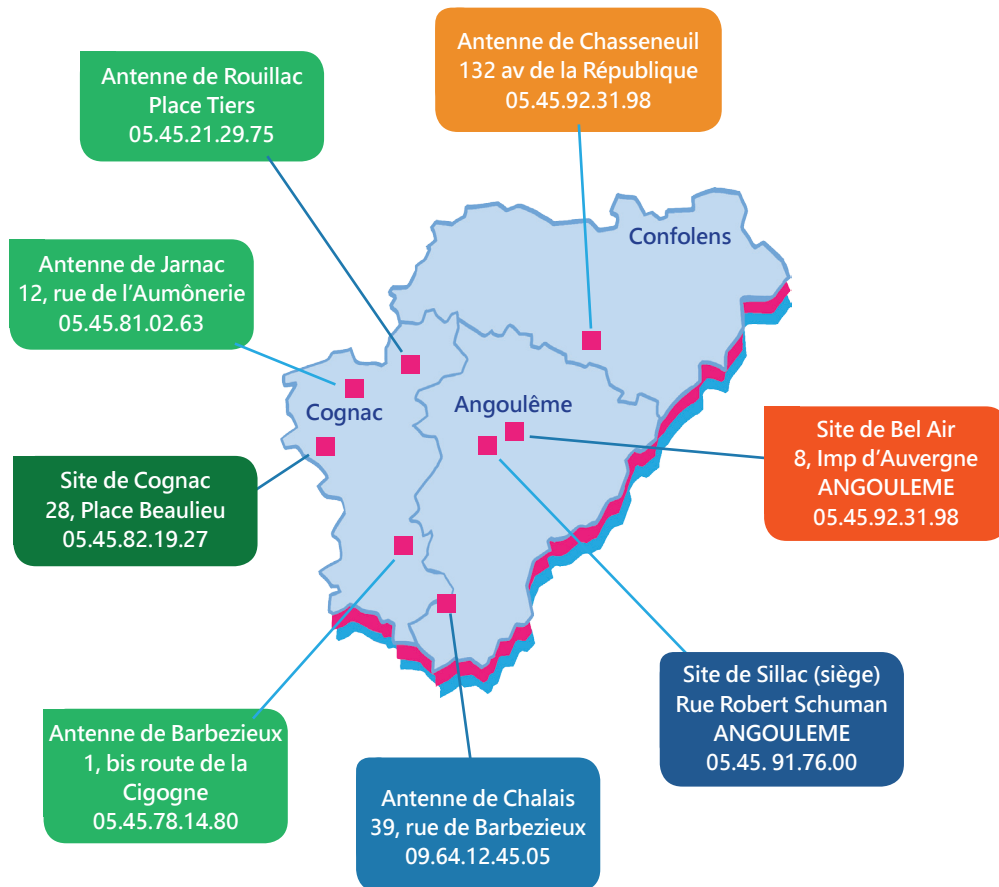 Antenne de Chasseneuil
132 av de la République
05.45.92.31.98
Antenne de Rouillac
Place Tiers
05.45.21.29.75
Confolens
Antenne de Jarnac
12, rue de l'Aumônerie
05.45.81.02.63
Cognac
Angoulême
Site de Bel Air
8, Imp d'Auvergne
ANGOULEME
05.45.92.31.98
Site de Cognac
28, Place Beaulieu
05.45.82.19.27
Site de Sillac (siège)
Rue Robert Schuman
ANGOULEME
05.45. 91.76.00
Antenne de Barbezieux
1, bis route de la
Cigogne
05.45.78.14.80
Antenne de Chalais
39, rue de Barbezieux
09.64.12.45.05